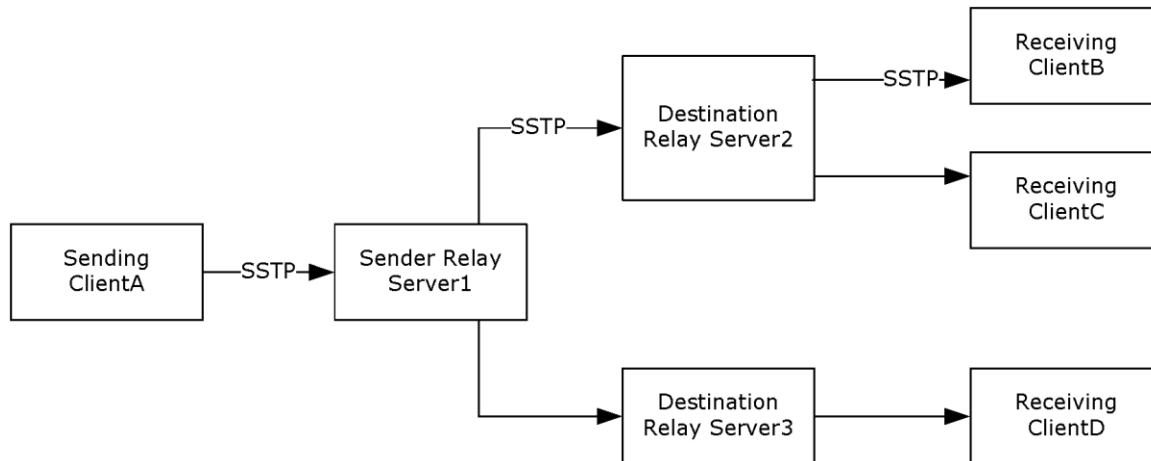 Sending
ClientA
SSTP
Sender Relay
Server1
SSTP
Destination
Relay Server2
SSTP
Receiving
ClientB
Receiving
ClientC
Destination
Relay Server3
Receiving
ClientD